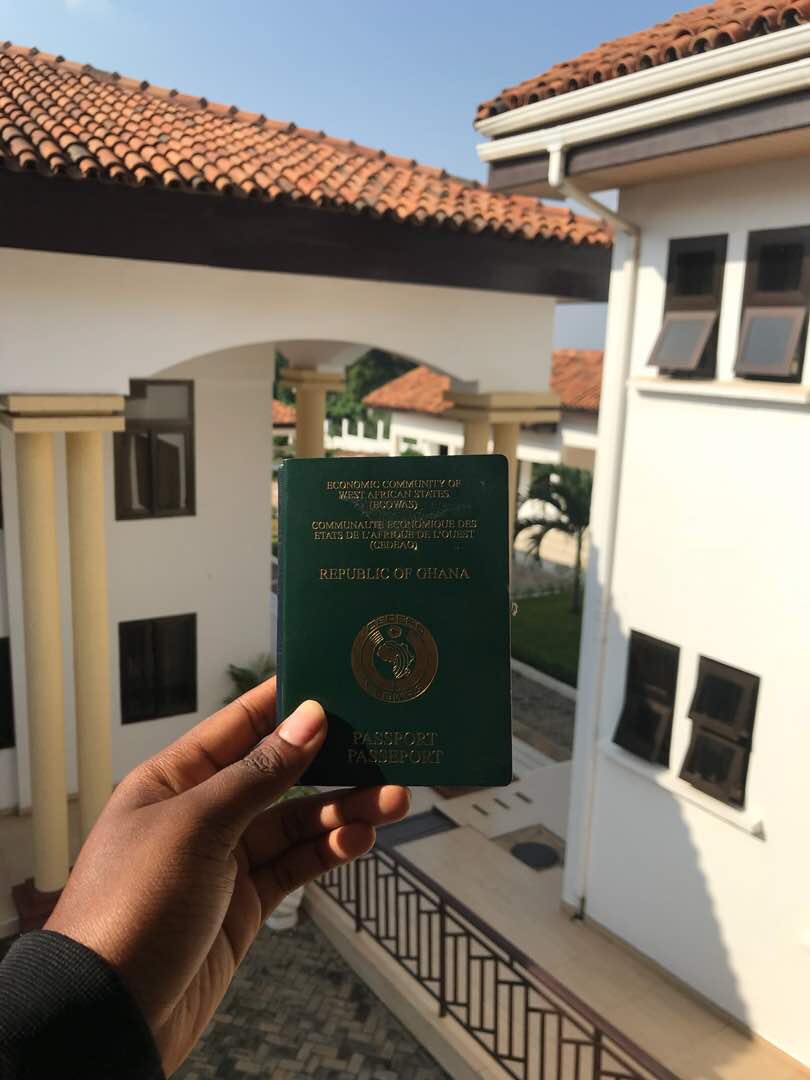 ECONOMIC COMMUNITY OF
WEST AFRICAN STATES
(ECOWAS)
COMMUNAUTE ECONOMIQUE DES
ETATS DE L'AFRIQUE DE L'OUEST
(CEDEAO)
REPUBLIC OF GHANA
PASSPORT
PASSEPORT